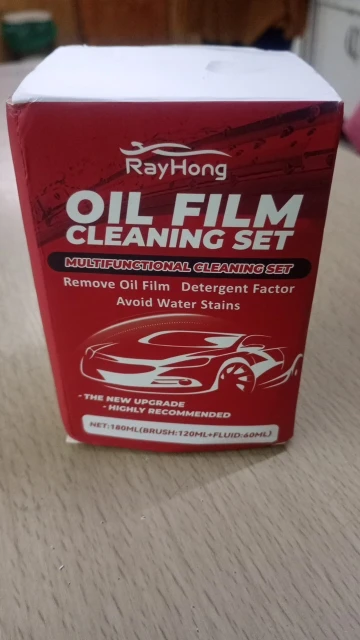 RayHong
OIL FILM
CLEANING SET
MULTIFUNCTIONAL CLEANING SET
Remove Oil Film Detergent Factor
Avoid Water Stains
- THE NEW UPGRADE
- HIGHLY RECOMMENDED
NET:180ML(BRUSH:120ML+FLUID:60ML)